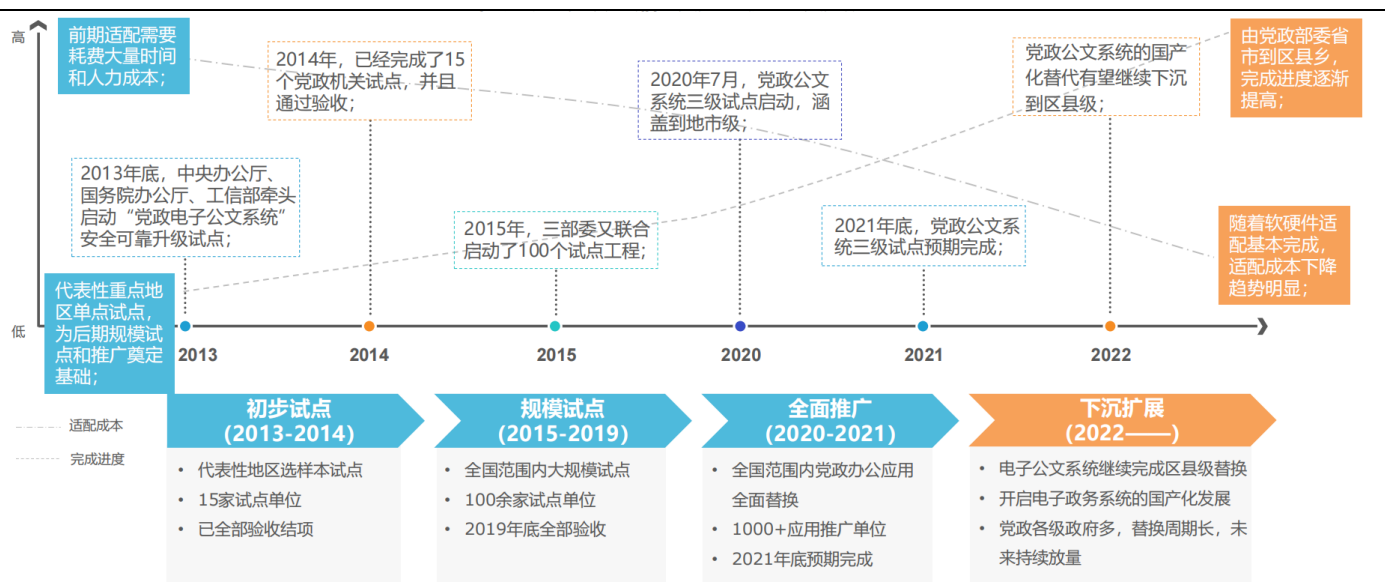 高
前期适配需要
耗费大量时间
和人力成本；
2014年，已经完成了15
个党政机关试点，并且
通过验收；
2020年7月，党政公文
系统三级试点启动，涵
盖到地市级；
党政公文系统的国产
化替代有望继续下沉
到区县级；
由党政部委省
市到区县乡，
完成进度逐渐
提高；
2013年底，中央办公厅、
国务院办公厅、工信部牵头
启动“党政电子公文系统”
安全可靠升级试点；
2015年，三部委又联合
启动了100个试点工程；
2021年底，党政公文系
统三级试点预期完成；
随着软硬件适
配基本完成，
适配成本下降
趋势明显；
代表性重点地
区单点试点，
为后期规模试
点和推广奠定
基础；
低
2013
2014
2015
2020
2021
2022
适配成本
完成进度
初步试点
(2013-2014)
• 代表性地区选样本试点
• 15家试点单位
• 已全部验收结项
规模试点
(2015-2019)
• 全国范围内大规模试点
• 100余家试点单位
• 2019年底全部验收
全面推广
(2020-2021)
• 全国范围内党政办公应用
全面替换
• 1000+应用推广单位
• 2021年底预期完成
下沉扩展
(2022——)
• 电子公文系统继续完成区县级替换
• 开启电子政务系统的国产化发展
• 党政各级政府多，替换周期长，未
来持续放量